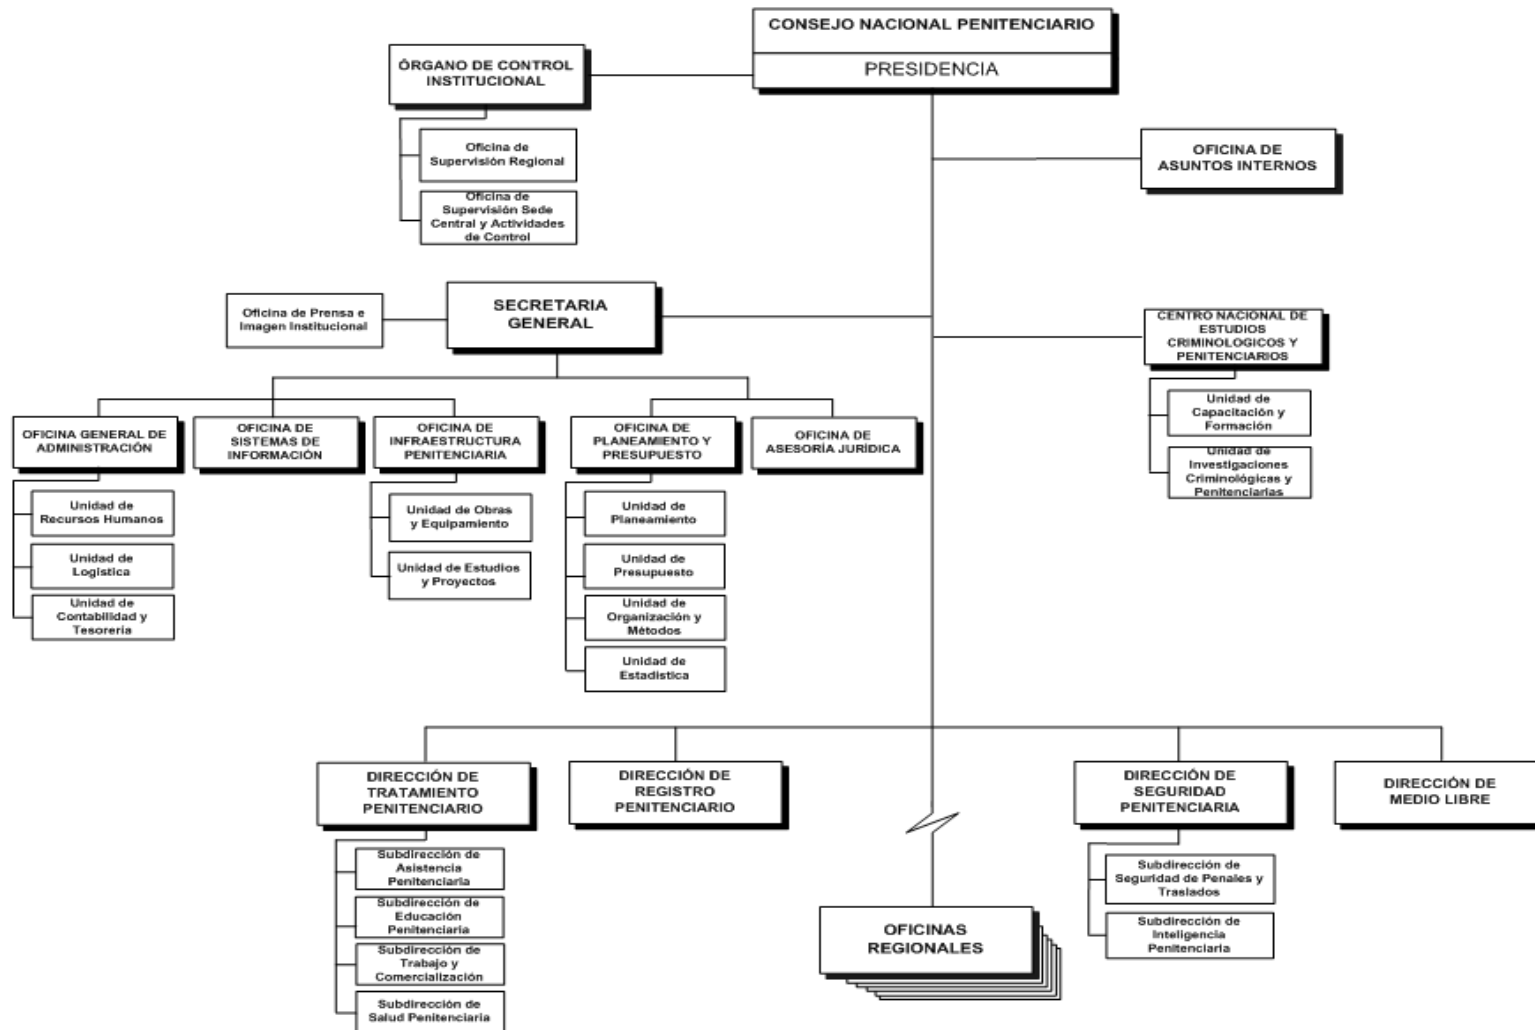 CONSEJO NACIONAL PENITENCIARIO
PRESIDENCIA
ÓRGANO DE CONTROL
INSTITUCIONAL
Oficina de
Supervisión Regional
Oficina de
Supervisión Sede
Central y Actividades
de Control
OFICINA DE
ASUNTOS INTERNOS
Oficina de Prensa e
Imagen Institucional
SECRETARIA
GENERAL
CENTRO NACIONAL DE
ESTUDIOS
CRIMINOLOGICOS Y
PENITENCIARIOS
Unidad de
Capacitación y
Formación
Unidad de
Investigaciones
Criminológicas y
Penitenciarias
OFICINA GENERAL DE
ADMINISTRACIÓN
Unidad de
Recursos Humanos
Unidad de
Logística
Unidad de
Contabilidad y
Tesorería
OFICINA DE
SISTEMAS DE
INFORMACIÓN
OFICINA DE
INFRAESTRUCTURA
PENITENCIARIA
Unidad de Obras
y Equipamiento
Unidad de Estudios
y Proyectos
OFICINA DE
PLANEAMIENTO Y
PRESUPUESTO
Unidad de
Planeamiento
Unidad de
Presupuesto
Unidad de
Organización y
Métodos
Unidad de
Estadística
OFICINA DE
ASESORÍA JURÍDICA
DIRECCIÓN DE
TRATAMIENTO
PENITENCIARIO
Subdirección de
Asistencia
Penitenciaria
Subdirección de
Educación
Penitenciaria
Subdirección de
Trabajo y
Comercialización
Subdirección de
Salud Penitenciaria
DIRECCIÓN DE
REGISTRO
PENITENCIARIO
OFICINAS
REGIONALES
DIRECCIÓN DE
SEGURIDAD
PENITENCIARIA
Subdirección de
Seguridad de Penales y
Traslados
Subdirección de
Inteligencia
Penitenciaria
DIRECCIÓN DE
MEDIO LIBRE